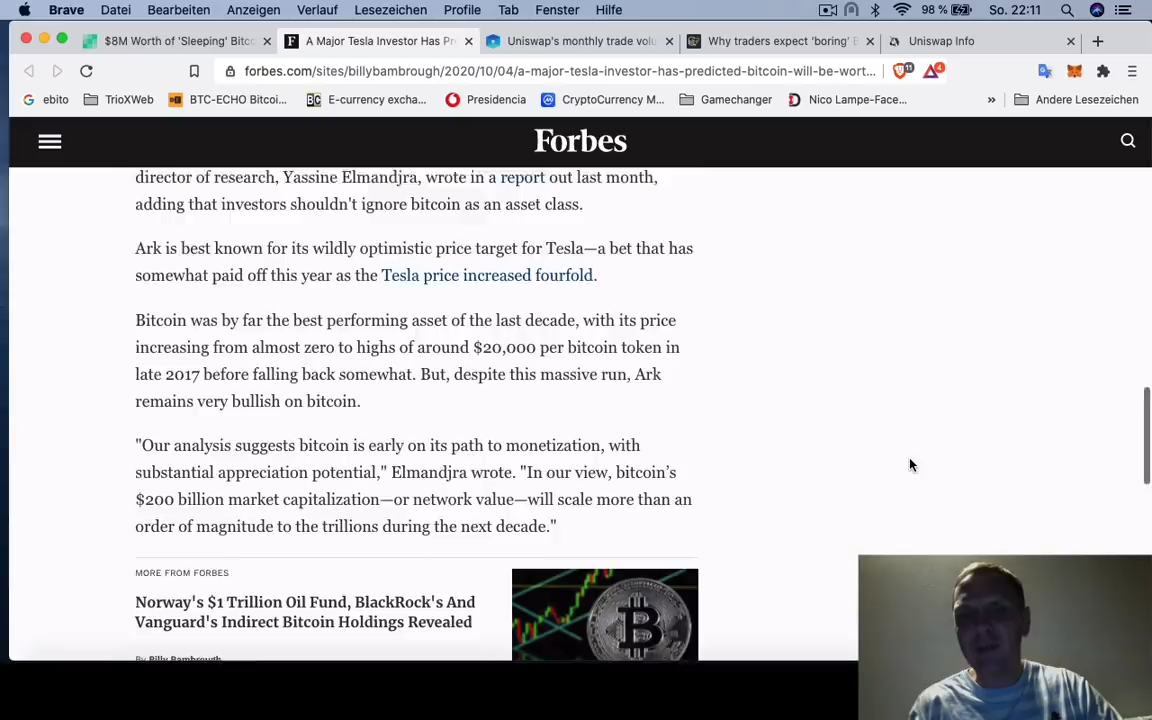 Brave Datei Bearbeiten Anzeigen Verlauf Lesezeichen Profile Tab Fenster Hilfe 98 % So. 22:11
$8M Worth of 'Sleeping' Bitc A Major Tesla Investor Has Pre Uniswap's monthly trade volu Why traders expect 'boring' B Uniswap Info
forbes.com/sites/billybambrough/2020/10/04/a-major-tesla-investor-has-predicted-bitcoin-will-be-wort... 11 4
ebito TrioXWeb BTC-ECHO Bitcoi... E-currency excha... Presidencia CryptoCurrency M... Gamechanger Nico Lampe-Face... » Andere Lesezeichen
Forbes
director of research, Yassine Elmandjra, wrote in a report out last month,
adding that investors shouldn't ignore bitcoin as an asset class.
Ark is best known for its wildly optimistic price target for Tesla—a bet that has
somewhat paid off this year as the Tesla price increased fourfold.
Bitcoin was by far the best performing asset of the last decade, with its price
increasing from almost zero to highs of around $20,000 per bitcoin token in
late 2017 before falling back somewhat. But, despite this massive run, Ark
remains very bullish on bitcoin.
"Our analysis suggests bitcoin is early on its path to monetization, with
substantial appreciation potential," Elmandjra wrote. "In our view, bitcoin's
$200 billion market capitalization—or network value—will scale more than an
order of magnitude to the trillions during the next decade."
MORE FROM FORBES
Norway's $1 Trillion Oil Fund, BlackRock's And
Vanguard's Indirect Bitcoin Holdings Revealed
By Billy Bambrough